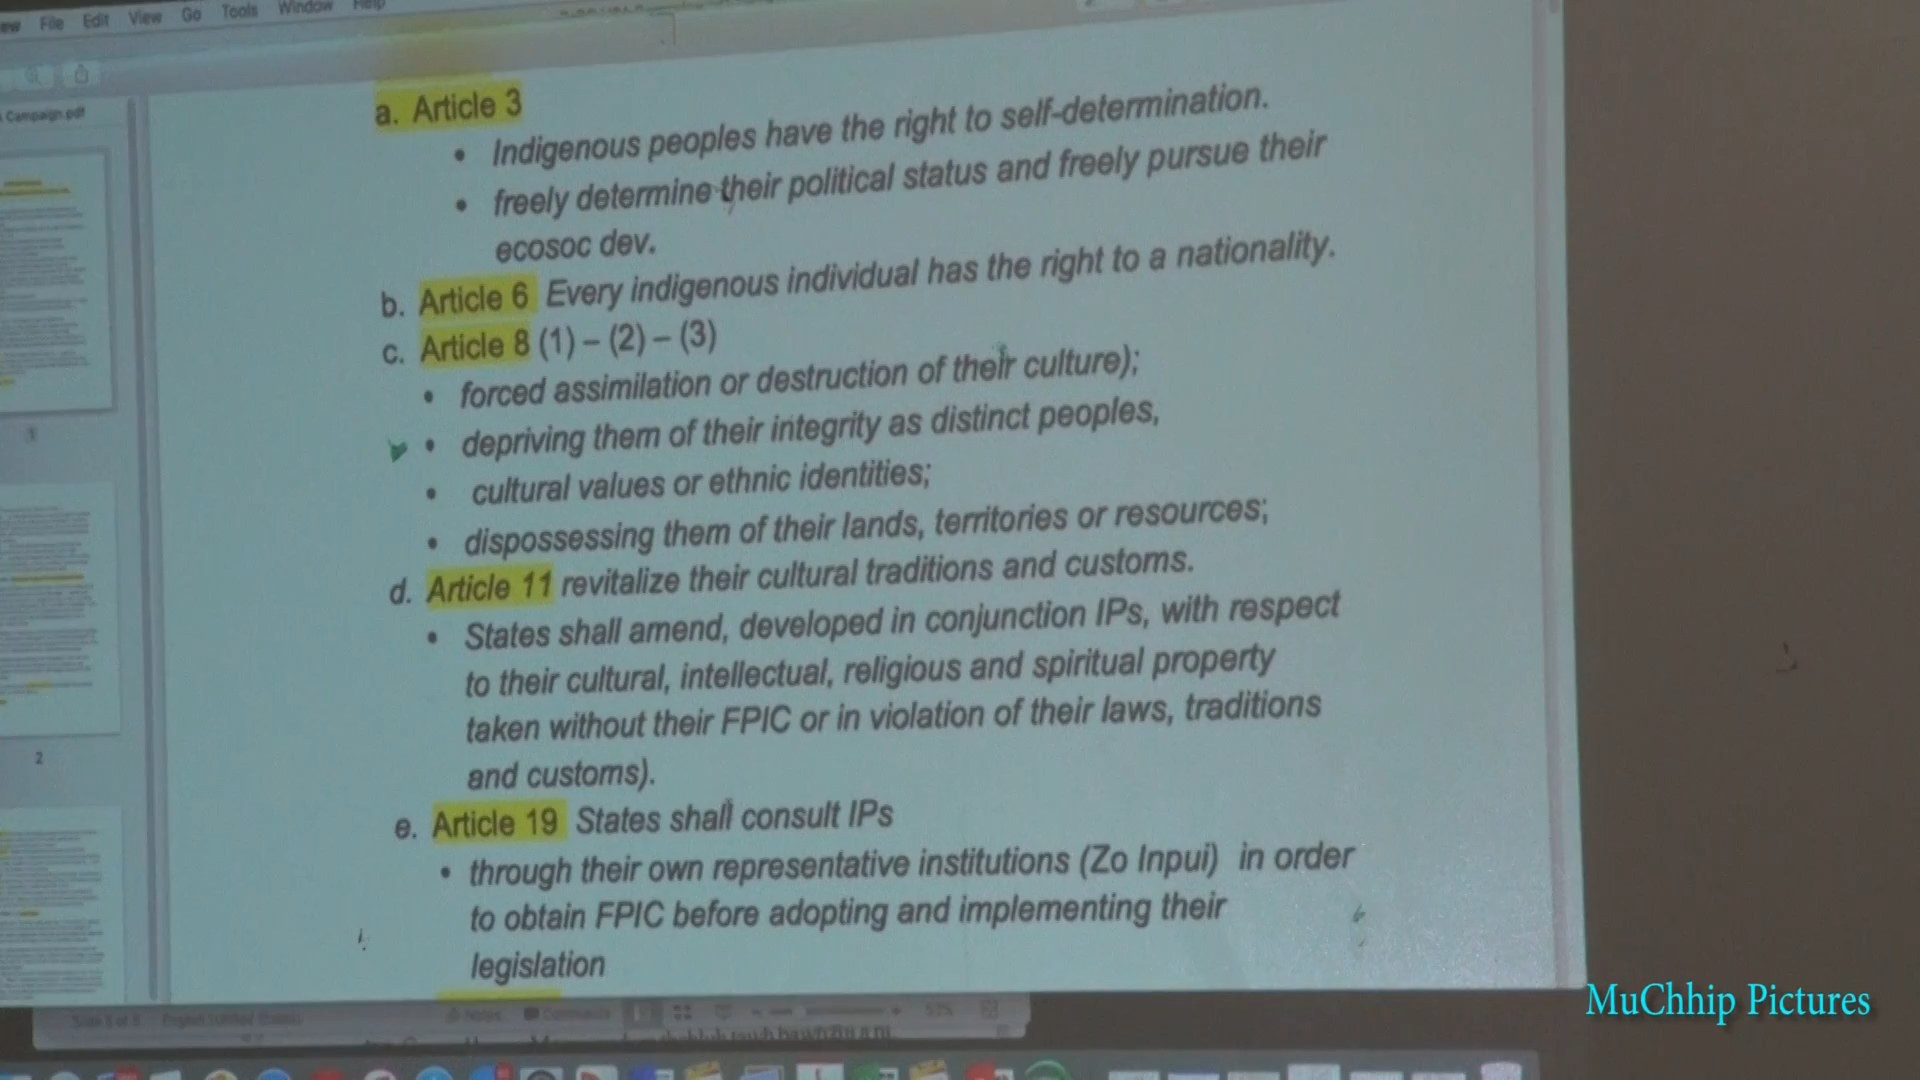 File Edit View Go Tools Window Help
Campaign.pdf
a. Article 3
• Indigenous peoples have the right to self-determination.
• freely determine their political status and freely pursue their
ecosoc dev.
b. Article 6 Every indigenous individual has the right to a nationality.
c. Article 8 (1) – (2) – (3)
• forced assimilation or destruction of their culture);
• depriving them of their integrity as distinct peoples,
• cultural values or ethnic identities;
• dispossessing them of their lands, territories or resources;
d. Article 11 revitalize their cultural traditions and customs.
• States shall amend, developed in conjunction IPs, with respect
to their cultural, intellectual, religious and spiritual property
taken without their FPIC or in violation of their laws, traditions
and customs).
e. Article 19 States shall consult IPs
• through their own representative institutions (Zo Inpui) in order
to obtain FPIC before adopting and implementing their
legislation
2
MuChhip Pictures